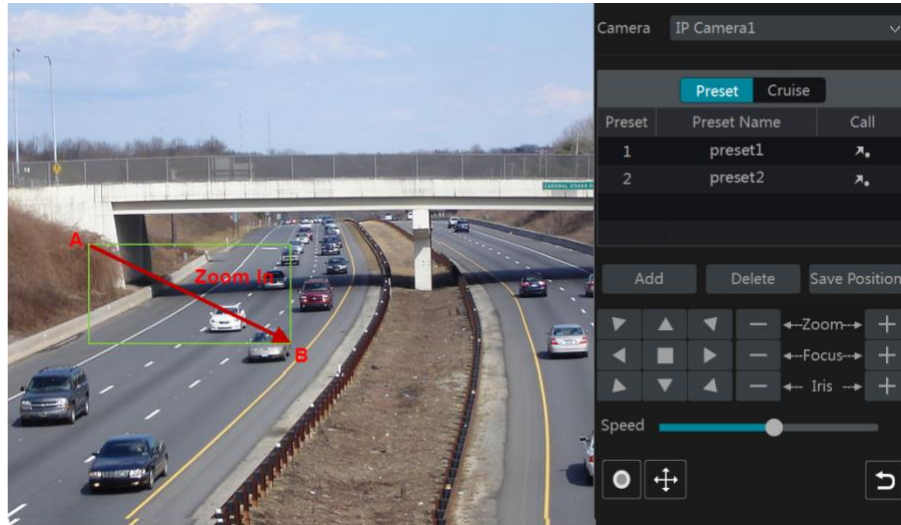 Camera IP Camera1
Preset Cruise
Preset Preset Name Call
1 preset1
2 preset2
A
Zoom In
B
Add Delete Save Position
Zoom
Focus
Iris
Speed